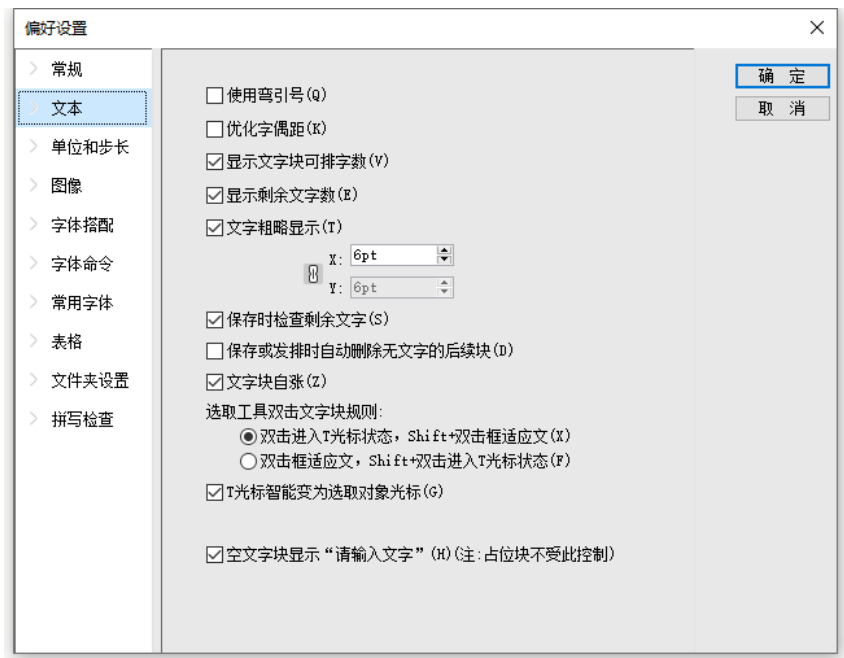 偏好设置
常规
文本
单位和步长
图像
字体搭配
字体命令
常用字体
表格
文件夹设置
拼写检查
使用弯引号(Q)
优化字偶距(K)
显示文字块可排字数(V)
显示剩余文字数(E)
文字粗略显示(T)
X: 6pt
Y: 6pt
保存时检查剩余文字(S)
保存或发排时自动删除无文字的后续块(D)
文字块自涨(Z)
选取工具双击文字块规则:
双击进入T光标状态，Shift+双击框适应文(X)
双击框适应文，Shift+双击进入T光标状态(F)
T光标智能变为选取对象光标(G)
空文字块显示“请输入文字”(H)(注:占位块不受此控制)
确 定
取 消